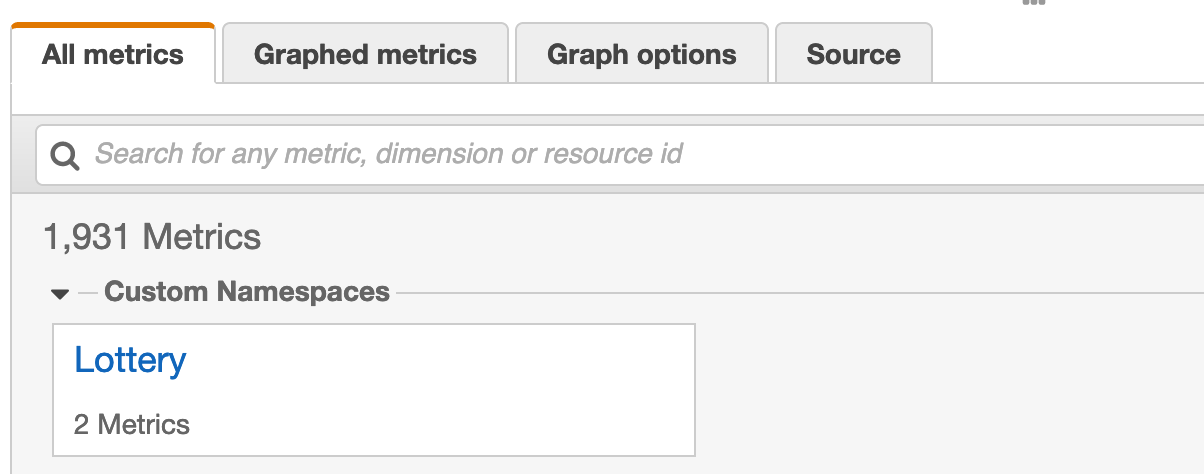 All metrics Graphed metrics Graph options Source
Search for any metric, dimension or resource id
1,931 Metrics
Custom Namespaces
Lottery
2 Metrics